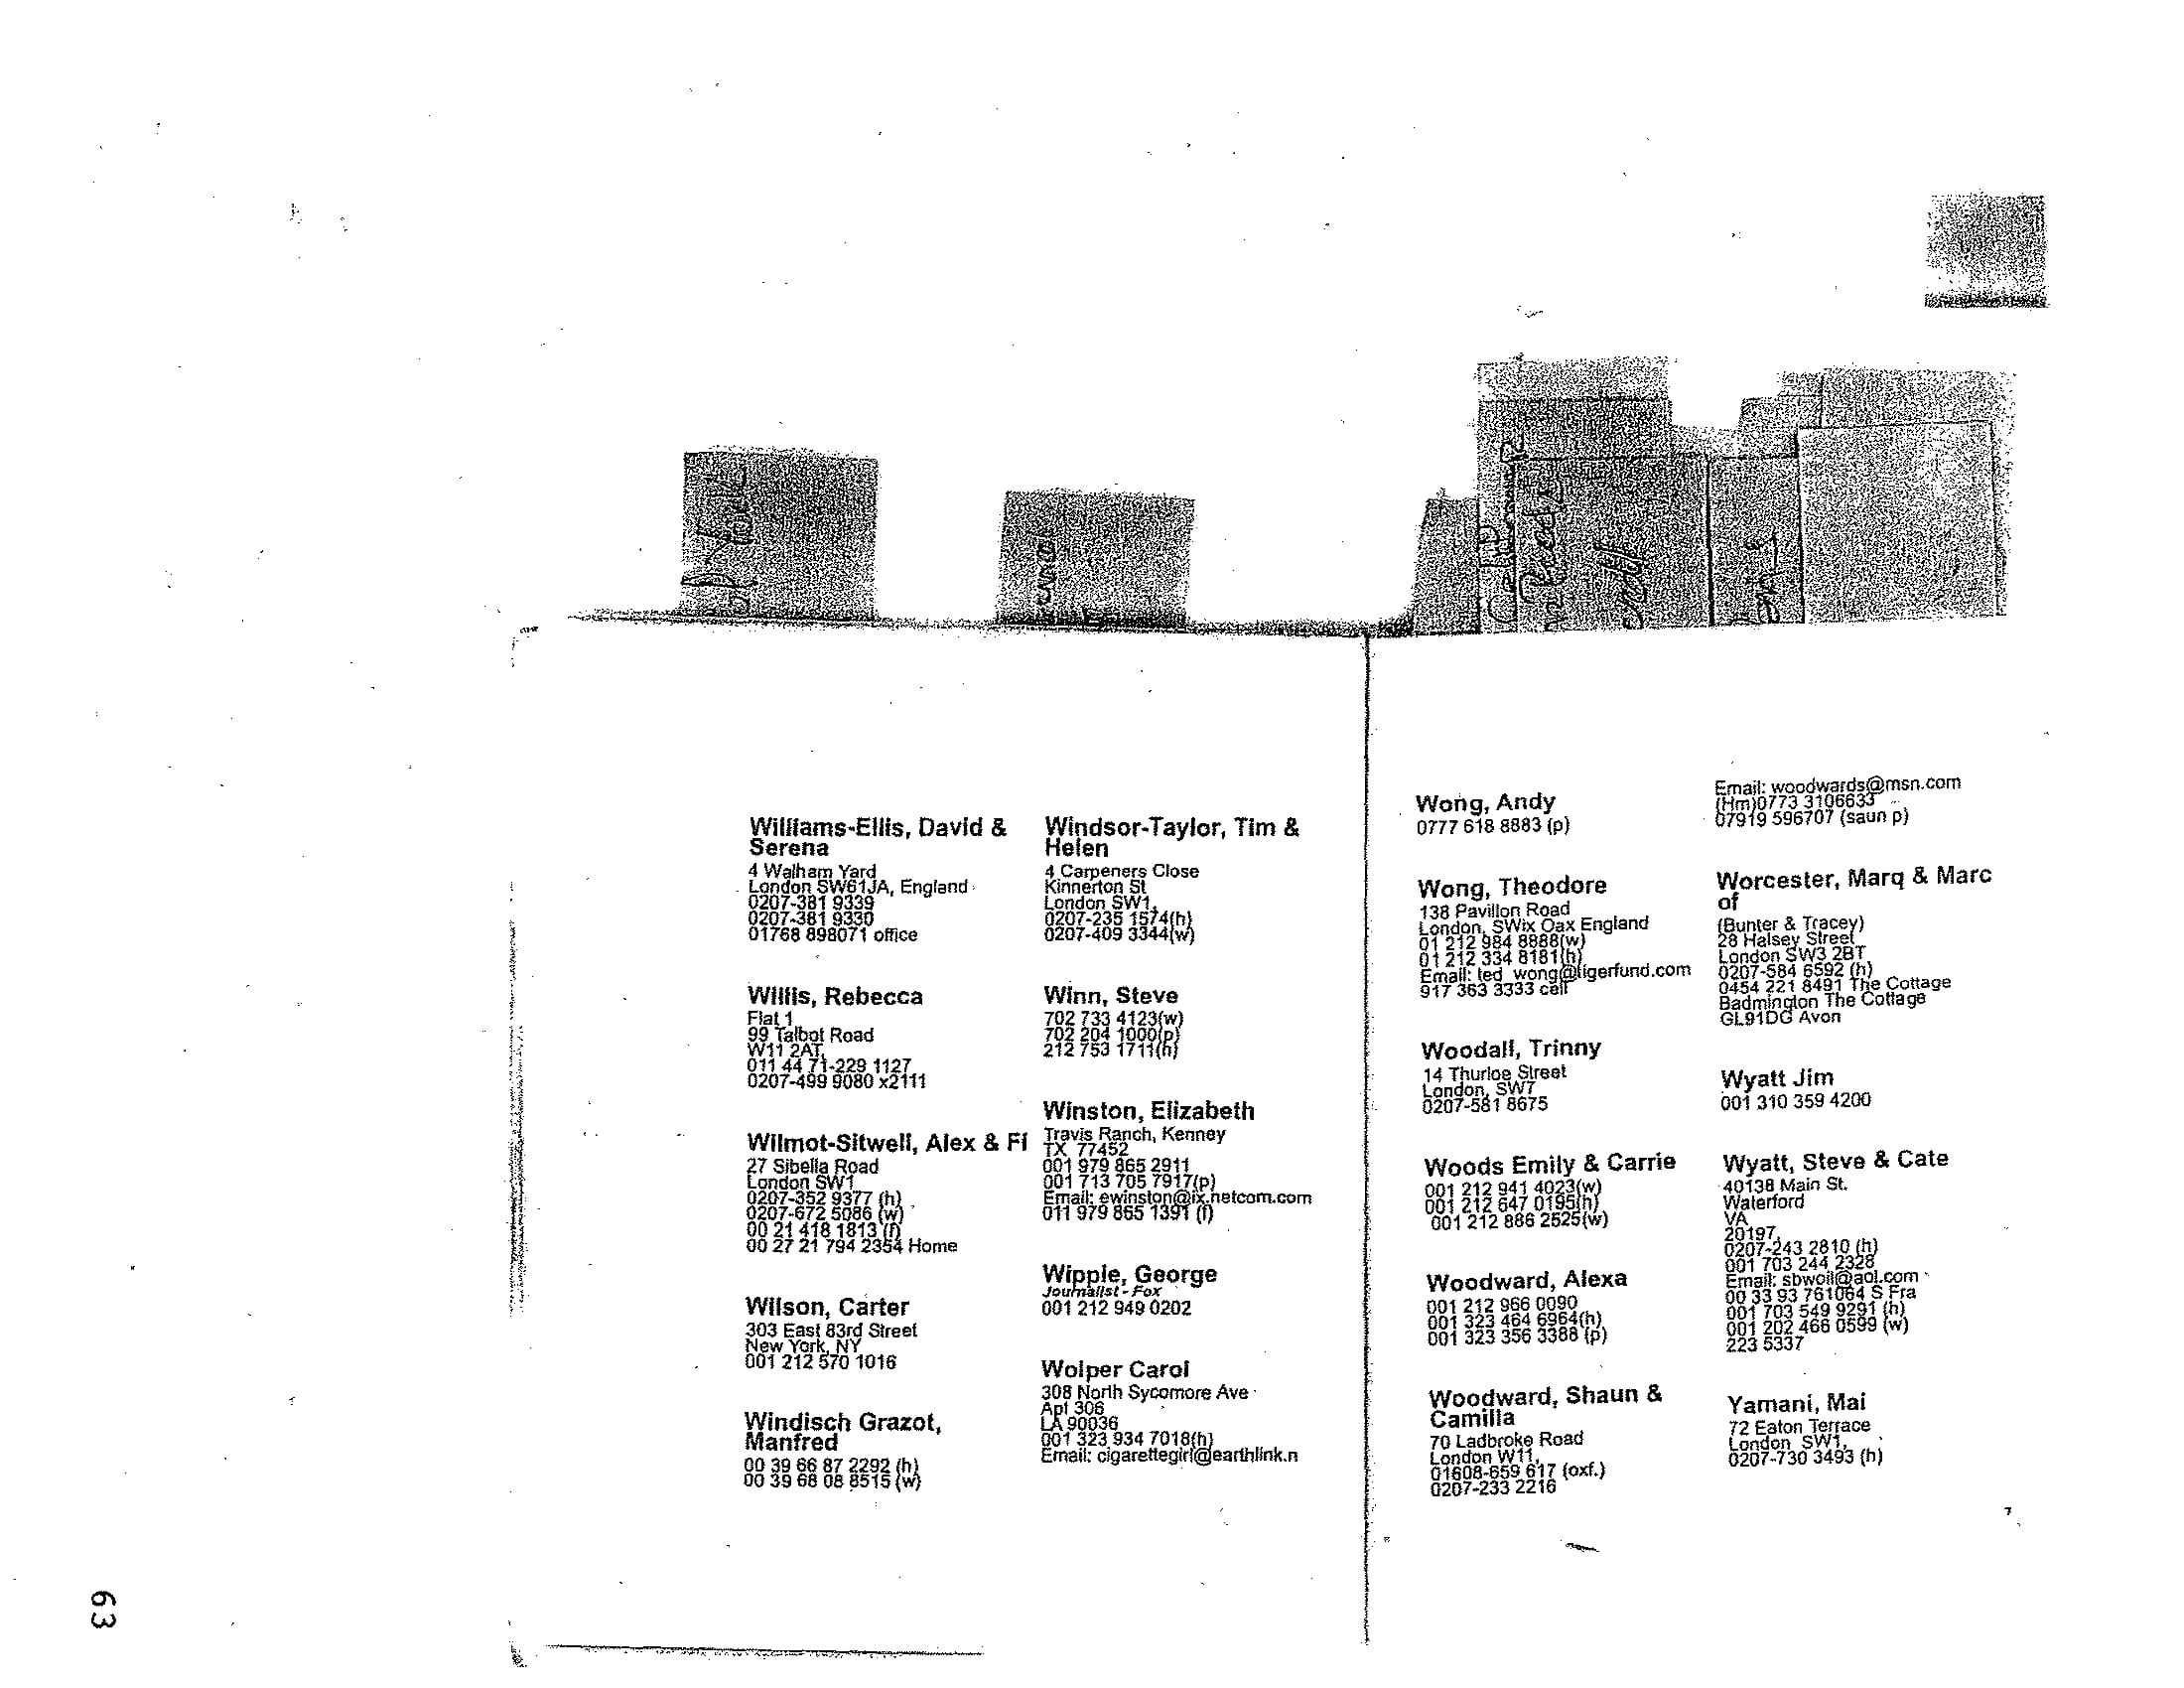 Williams-Ellis, David &
Serena
4 Walham Yard
London SW61JA, England
0207-381 9339
0207-381 9330
01768 898071 office
Willis, Rebecca
Flat 1
99 Talbot Road
W11 2AT,
011 44 71-229 1127
0207-499 9080 x2111
Wilmot-Sitwell, Alex & Fi
27 Sibella Road
London SW1
0207-352 9377 (h)
0207-672 5086 (w)
00 21 418 1813 (f)
00 27 21 794 2354 Home
Wilson, Carter
303 East 83rd Street
New York, NY
001 212 570 1016
Windisch Grazot,
Manfred
00 39 66 87 2292 (h)
00 39 68 08 8515 (w)
Windsor-Taylor, Tim &
Helen
4 Carpeners Close
Kinnerton St
London SW1,
0207-235 1574(h)
0207-409 3344(w)
Winn, Steve
702 733 4123(w)
702 204 1000(p)
212 753 1711(h)
Winston, Elizabeth
Travis Ranch, Kenney
TX 77452
001 979 865 2911
001 713 705 7917(p)
Email: ewinston@ix.netcom.com
011 979 865 1391 (f)
Wipple, George
Journalist - Fox
001 212 949 0202
Wolper Carol
308 North Sycomore Ave
Apt 306
LA 90036
001 323 934 7018(h)
Email: cigarettegirl@earthlink.n
Wong, Andy
0777 618 8883 (p)
Wong, Theodore
138 Pavilion Road
London, SWix Oax England
01 212 984 8888(w)
01 212 334 8181(h)
Email: ted_wong@tigerfund.com
917 363 3333 cell
Woodall, Trinny
14 Thurloe Street
London, SW7
0207-581 8675
Woods Emily & Carrie
001 212 941 4023(w)
001 212 647 0195(h)
001 212 886 2525(w)
Woodward, Alexa
001 212 966 0090
001 323 464 6964(h)
001 323 356 3388 (p)
Woodward, Shaun &
Camilla
70 Ladbroke Road
London W11,
01608-659 617 (oxf.)
0207-233 2216
Email: woodwards@msn.com
(Hm)0773 3106633
07919 596707 (saun p)
Worcester, Marq & Marc
of
(Bunter & Tracey)
28 Halsey Street
London SW3 2BT
0207-584 6592 (h)
0454 221 8491 The Cottage
Badmington The Cottage
GL91DG Avon
Wyatt Jim
001 310 359 4200
Wyatt, Steve & Cate
40138 Main St.
Waterford
VA
20197,
0207-243 2810 (h)
001 703 244 2328
Email: sbwoil@aol.com
00 33 93 761064 S Fra
001 703 549 9291 (h)
001 202 466 0599 (w)
223 5337
Yamani, Mai
72 Eaton Terrace
London SW1,
0207-730 3493 (h)
63